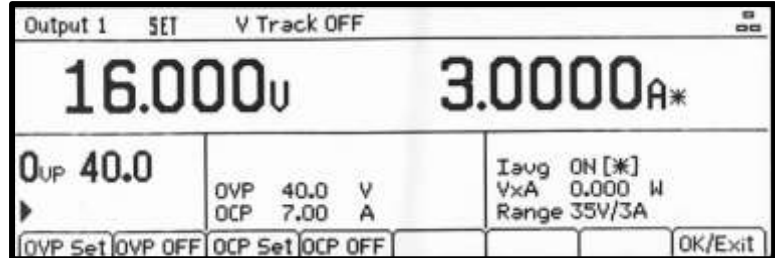 Output 1 SET V Track OFF
16.000V 3.0000A*
OVP 40.0
OVP 40.0 V
OCP 7.00 A
Iavg ON [*]
VxA 0.000 W
Range 35V/3A
OVP Set OVP OFF OCP Set OCP OFF OK/Exit